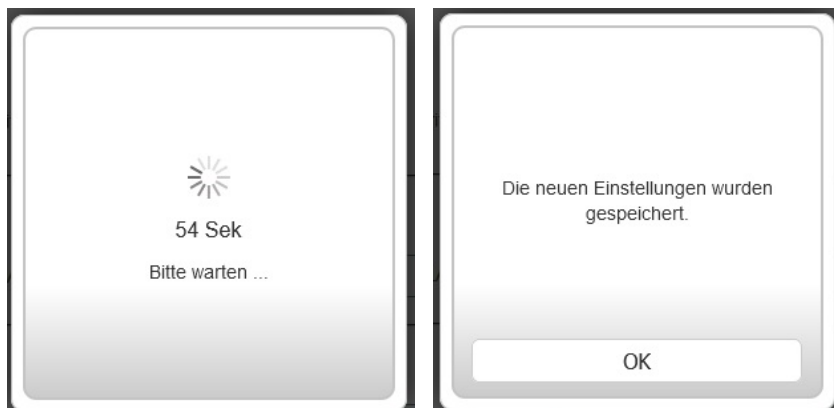 54 Sek
Bitte warten ...
Die neuen Einstellungen wurden
gespeichert.
OK